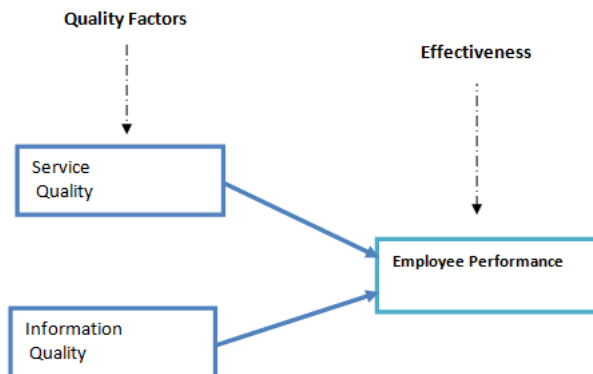 Quality Factors
Effectiveness
Service
Quality
Employee Performance
Information
Quality